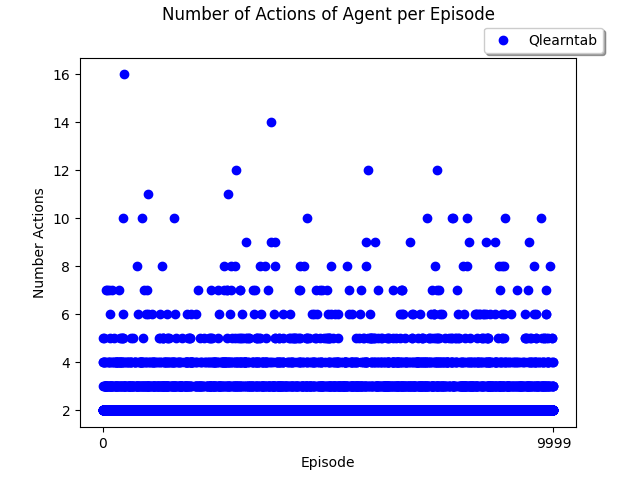 Number of Actions of Agent per Episode
Qlearntab
16
14
12
10
8
6
4
2
Number Actions
0
9999
Episode